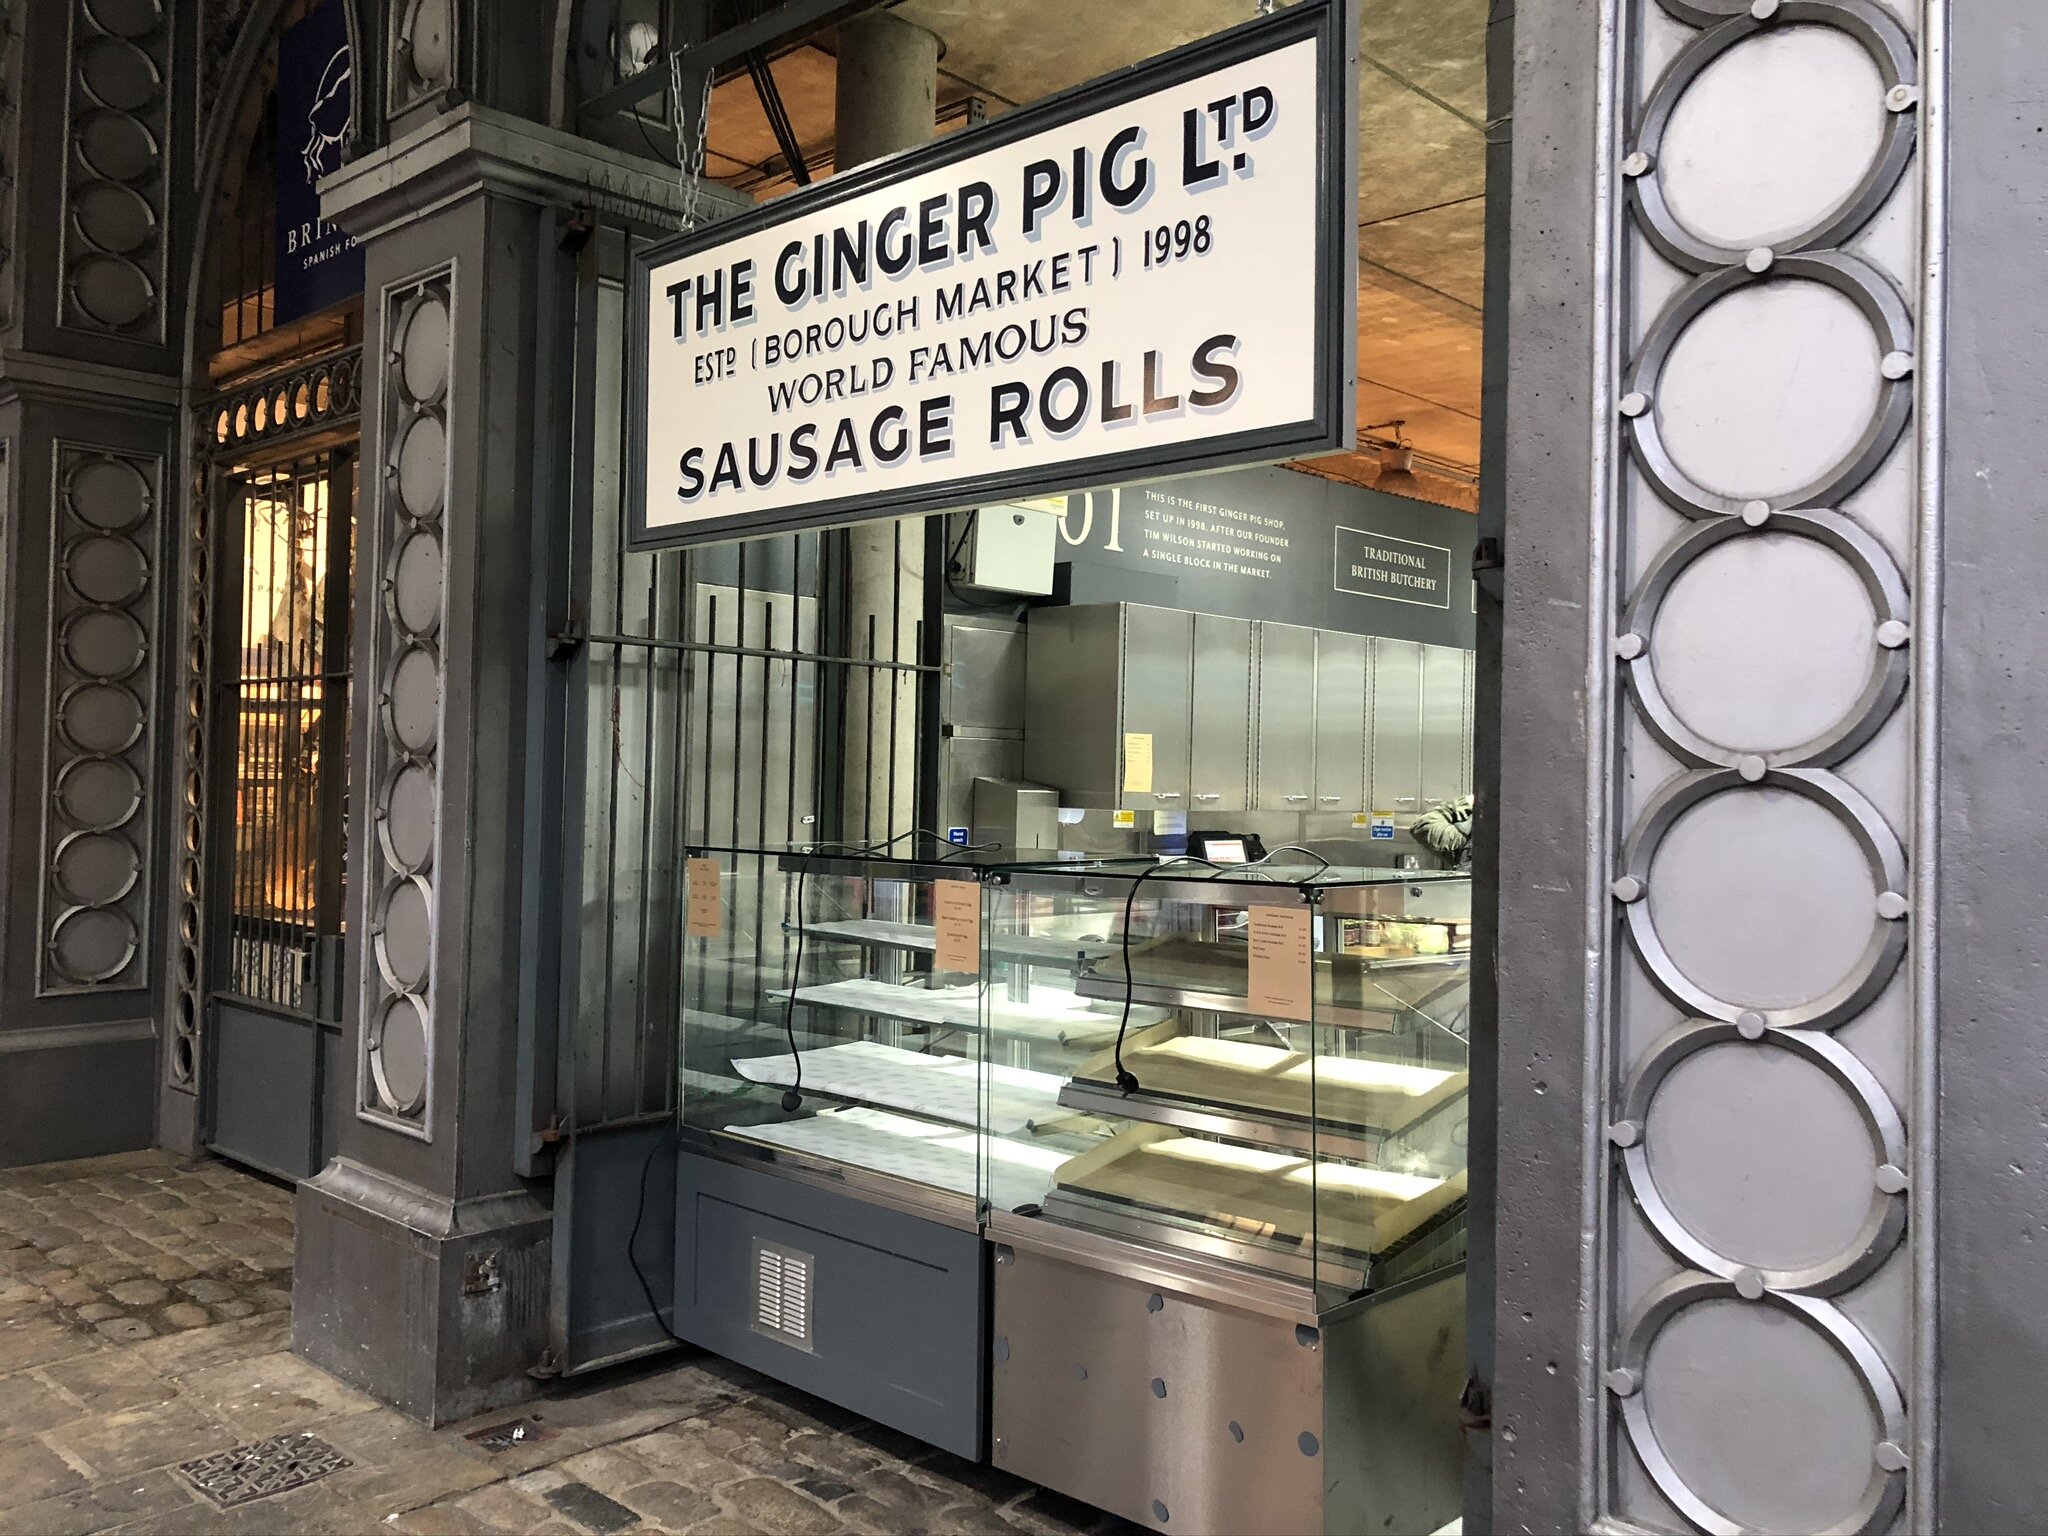 THE GINGER PIG LTD.
ESTD (BOROUGH MARKET) 1998
WORLD FAMOUS
SAUSAGE ROLLS
SPANISH
01
THIS IS THE FIRST GINGER PIG SHOP,
SET UP IN 1998, AFTER OUR FOUNDER
TIM WILSON STARTED WORKING ON
A SINGLE BLOCK IN THE MARKET.
TRADITIONAL
BRITISH BUTCHERY